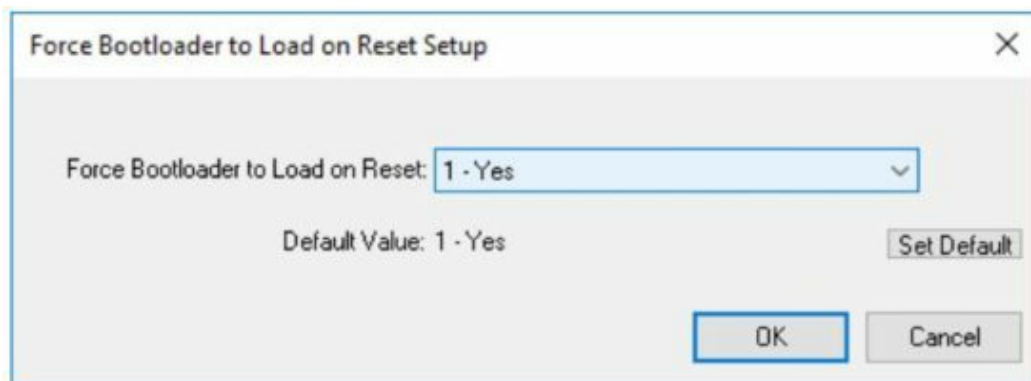 Force Bootloader to Load on Reset Setup
Force Bootloader to Load on Reset: 1 - Yes
Default Value: 1 - Yes
Set Default
OK
Cancel